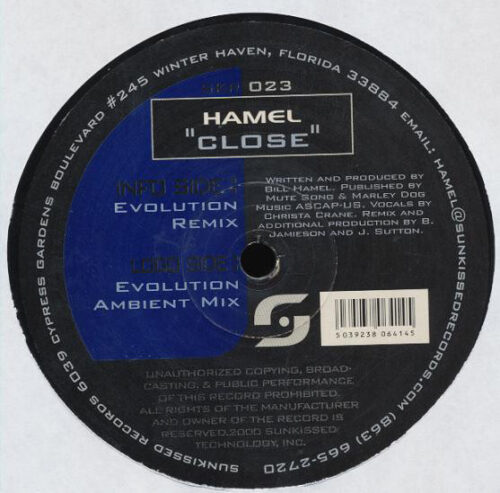 SKR 023
HAMEL
"CLOSE"
INFO SIDE:
EVOLUTION
REMIX
LOGO SIDE:
EVOLUTION
AMBIENT MIX
WRITTEN AND PRODUCED BY
BILL HAMEL. PUBLISHED BY
MUTE SONG & MARLEY DOG
MUSIC ASCAP-US. VOCALS BY
CHRISTA CRANE. REMIX AND
ADDITIONAL PRODUCTION BY B.
JAMIESON AND J. SUTTON.
5 039238 064145
UNAUTHORIZED COPYING, BROAD-
CASTING, & PUBLIC PERFORMANCE
OF THIS RECORD PROHIBITED.
ALL RIGHTS OF THE MANUFACTURER
AND OWNER OF THE RECORD IS
RESERVED.2000 SUNKISSED
TECHNOLOGY, INC.
SUNKISSED RECORDS 6039 CYPRESS GARDENS BOULEVARD #245 WINTER HAVEN, FLORIDA 33884 EMAIL: HAMEL@SUNKISSEDRECORDS.COM (863) 665-2720